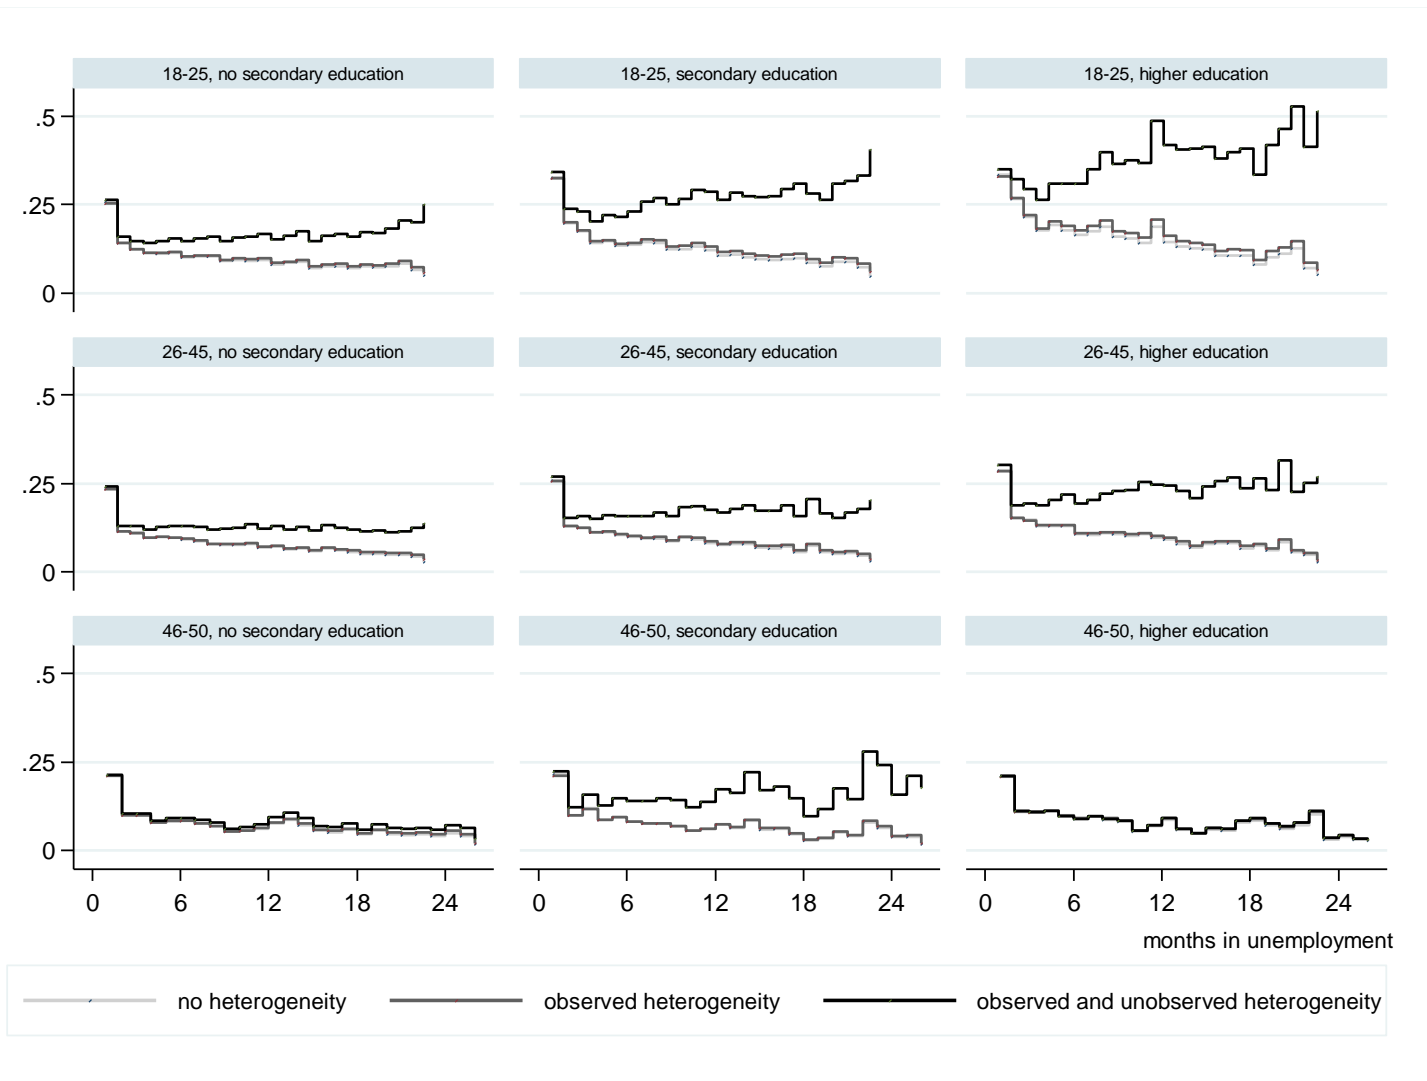 18-25, no secondary education 18-25, secondary education 18-25, higher education
.5
.25
0
26-45, no secondary education 26-45, secondary education 26-45, higher education
.5
.25
0
46-50, no secondary education 46-50, secondary education 46-50, higher education
.5
.25
0
0 6 12 18 24 0 6 12 18 24 0 6 12 18 24
months in unemployment
no heterogeneity observed heterogeneity observed and unobserved heterogeneity